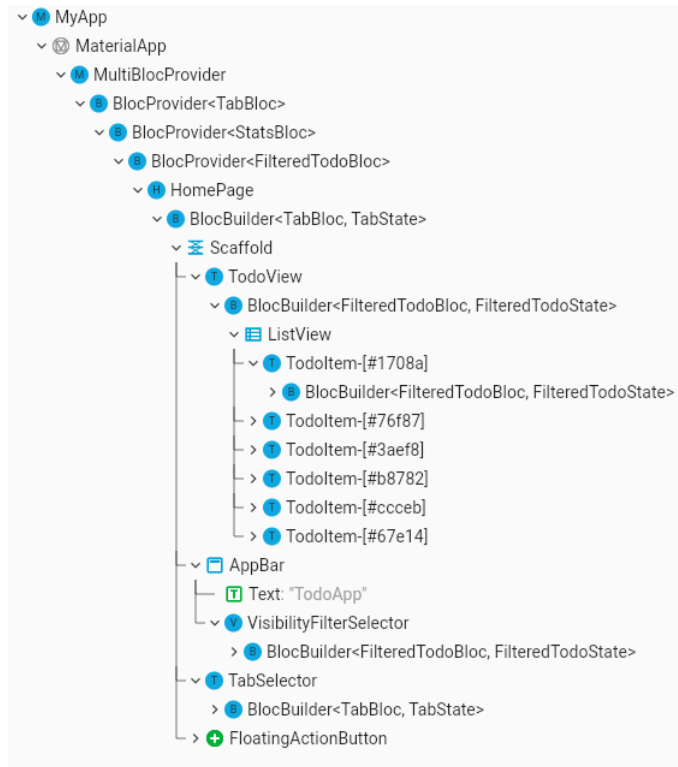 M MyApp
M MaterialApp
M MultiBlocProvider
B BlocProvider<TabBloc>
B BlocProvider<StatsBloc>
B BlocProvider<FilteredTodoBloc>
H HomePage
B BlocBuilder<TabBloc, TabState>
Scaffold
T TodoView
B BlocBuilder<FilteredTodoBloc, FilteredTodoState>
ListView
T TodoItem-[#1708a]
B BlocBuilder<FilteredTodoBloc, FilteredTodoState>
T TodoItem-[#76f87]
T TodoItem-[#3aef8]
T TodoItem-[#b8782]
T TodoItem-[#ccceb]
T TodoItem-[#67e14]
AppBar
T Text: "TodoApp"
V VisibilityFilterSelector
B BlocBuilder<FilteredTodoBloc, FilteredTodoState>
T TabSelector
B BlocBuilder<TabBloc, TabState>
FloatingActionButton